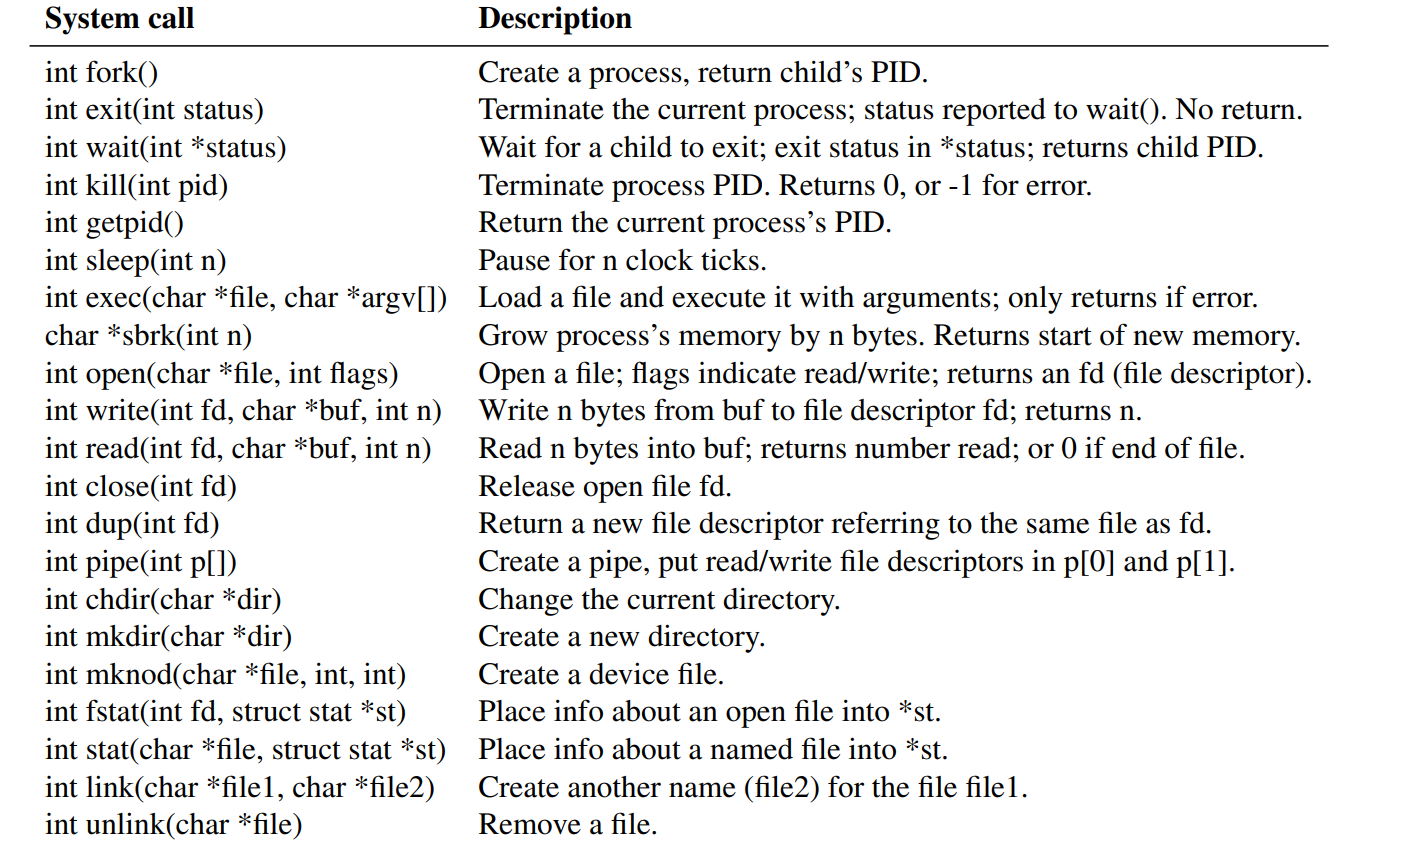 System call Description
int fork() Create a process, return child’s PID.
int exit(int status) Terminate the current process; status reported to wait(). No return.
int wait(int *status) Wait for a child to exit; exit status in *status; returns child PID.
int kill(int pid) Terminate process PID. Returns 0, or -1 for error.
int getpid() Return the current process’s PID.
int sleep(int n) Pause for n clock ticks.
int exec(char *file, char *argv[]) Load a file and execute it with arguments; only returns if error.
char *sbrk(int n) Grow process’s memory by n bytes. Returns start of new memory.
int open(char *file, int flags) Open a file; flags indicate read/write; returns an fd (file descriptor).
int write(int fd, char *buf, int n) Write n bytes from buf to file descriptor fd; returns n.
int read(int fd, char *buf, int n) Read n bytes into buf; returns number read; or 0 if end of file.
int close(int fd) Release open file fd.
int dup(int fd) Return a new file descriptor referring to the same file as fd.
int pipe(int p[]) Create a pipe, put read/write file descriptors in p[0] and p[1].
int chdir(char *dir) Change the current directory.
int mkdir(char *dir) Create a new directory.
int mknod(char *file, int, int) Create a device file.
int fstat(int fd, struct stat *st) Place info about an open file into *st.
int stat(char *file, struct stat *st) Place info about a named file into *st.
int link(char *file1, char *file2) Create another name (file2) for the file file1.
int unlink(char *file) Remove a file.